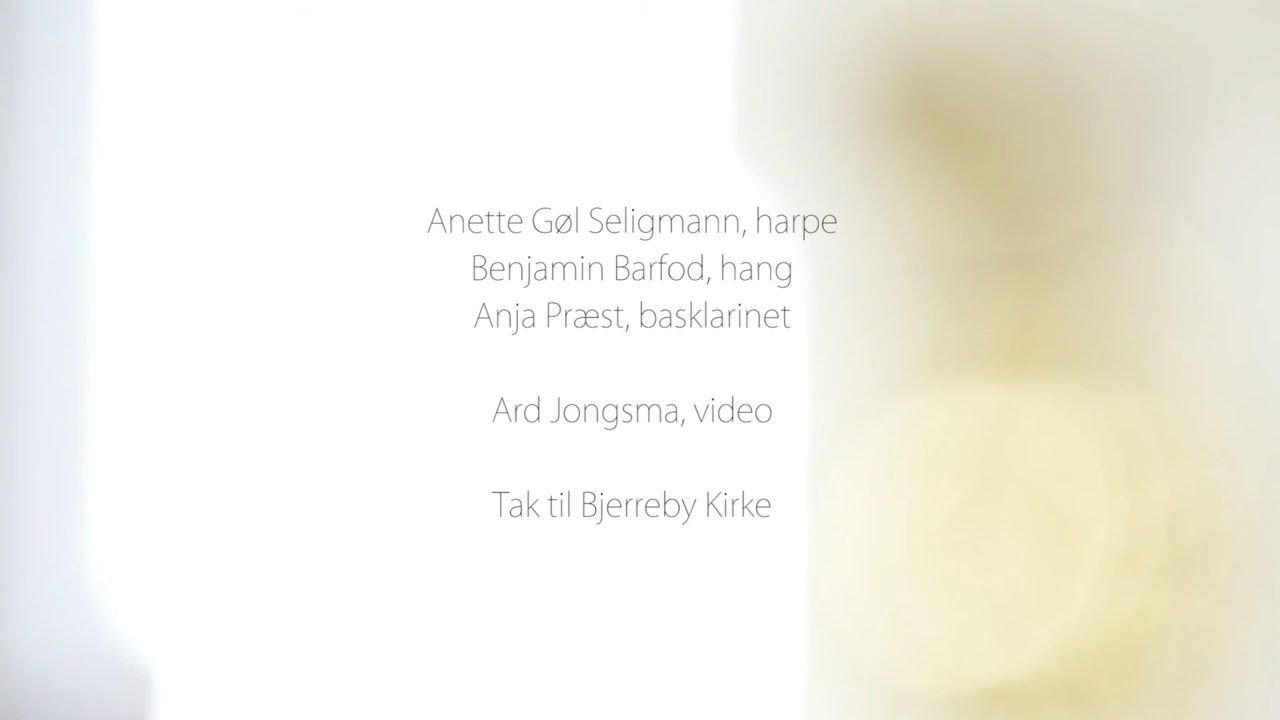 Anette Gøl Seligmann, harpe
Benjamin Barfod, hang
Anja Præst, basklarinet
Ard Jongsma, video
Tak til Bjerreby Kirke